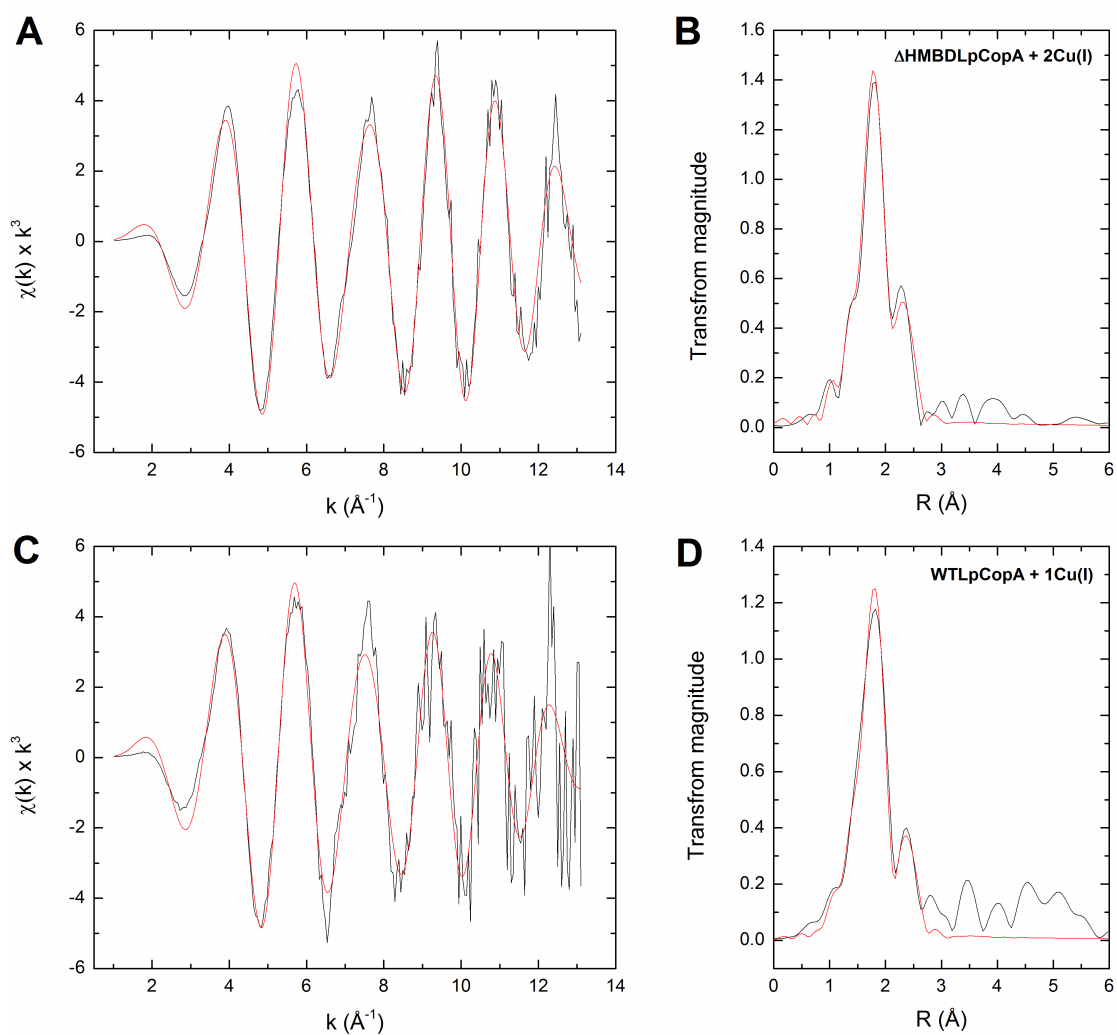 A
χ(k) x k³
6
4
2
0
-2
-4
-6
2 4 6 8 10 12 14
k (Å⁻¹)
B
ΔHMBDLpCopA + 2Cu(I)
Transfrom magnitude
1.6
1.4
1.2
1.0
0.8
0.6
0.4
0.2
0.0
0 1 2 3 4 5 6
R (Å)
C
χ(k) x k³
6
4
2
0
-2
-4
-6
2 4 6 8 10 12 14
k (Å⁻¹)
D
WTLpCopA + 1Cu(I)
Transfrom magnitude
1.4
1.2
1.0
0.8
0.6
0.4
0.2
0.0
0 1 2 3 4 5 6
R (Å)